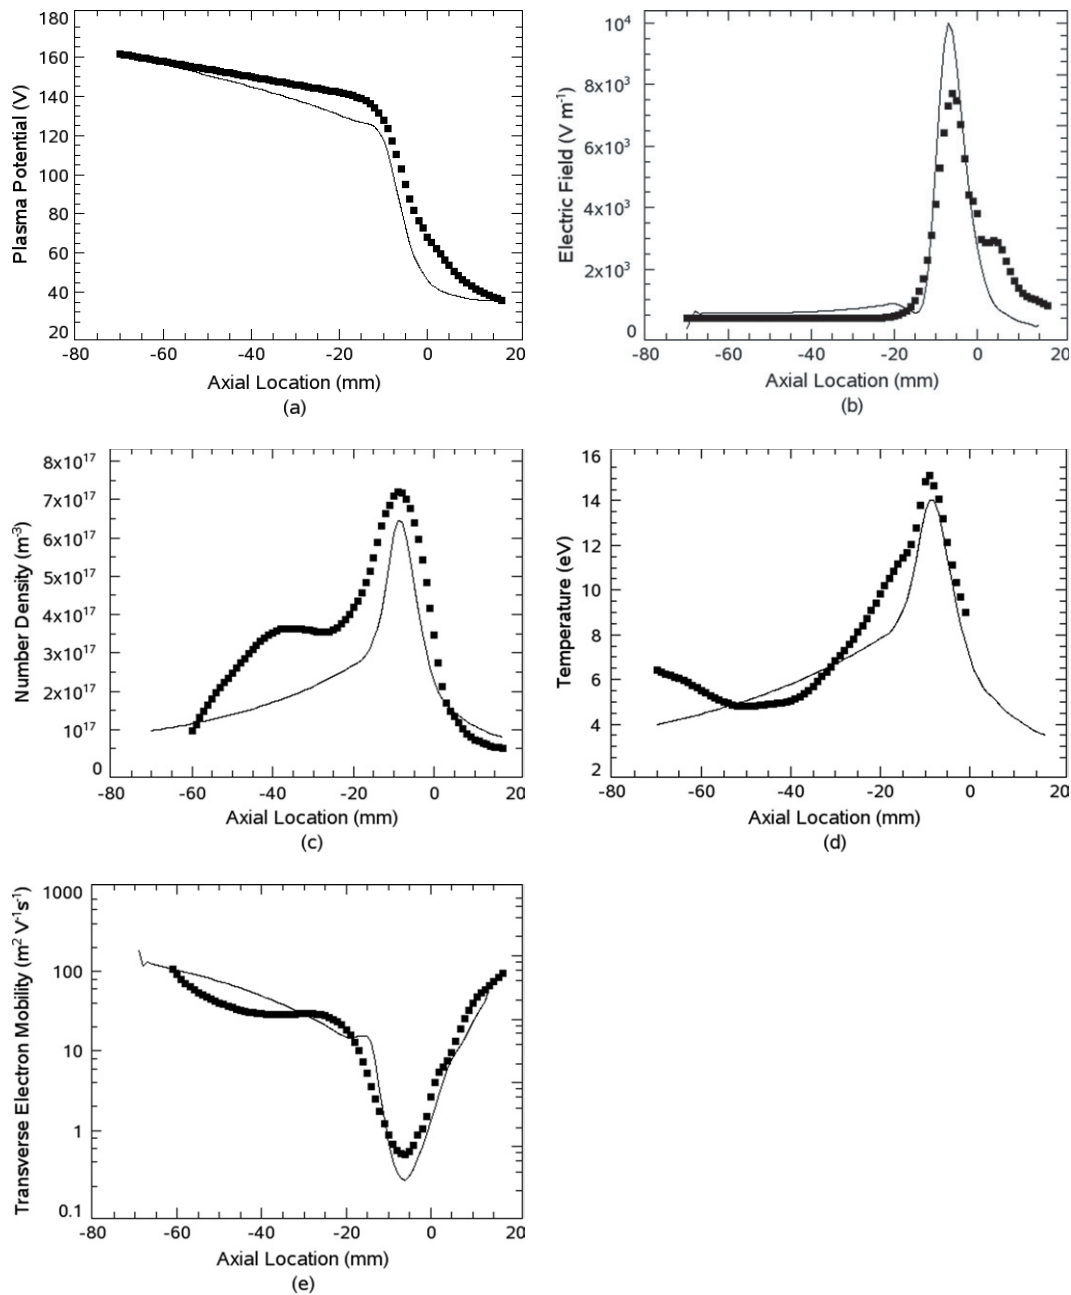 180
160
140
120
100
80
60
40
20
-80
-60
-40
-20
0
20
Plasma Potential (V)
Axial Location (mm)
(a)
10⁴
8x10³
6x10³
4x10³
2x10³
0
-80
-60
-40
-20
0
20
Electric Field (V m⁻¹)
Axial Location (mm)
(b)
8x10¹⁷
7x10¹⁷
6x10¹⁷
5x10¹⁷
4x10¹⁷
3x10¹⁷
2x10¹⁷
10¹⁷
0
-80
-60
-40
-20
0
20
Number Density (m⁻³)
Axial Location (mm)
(c)
16
14
12
10
8
6
4
2
-80
-60
-40
-20
0
20
Temperature (eV)
Axial Location (mm)
(d)
1000
100
10
1
0.1
-80
-60
-40
-20
0
20
Transverse Electron Mobility (m² V⁻¹s⁻¹)
Axial Location (mm)
(e)